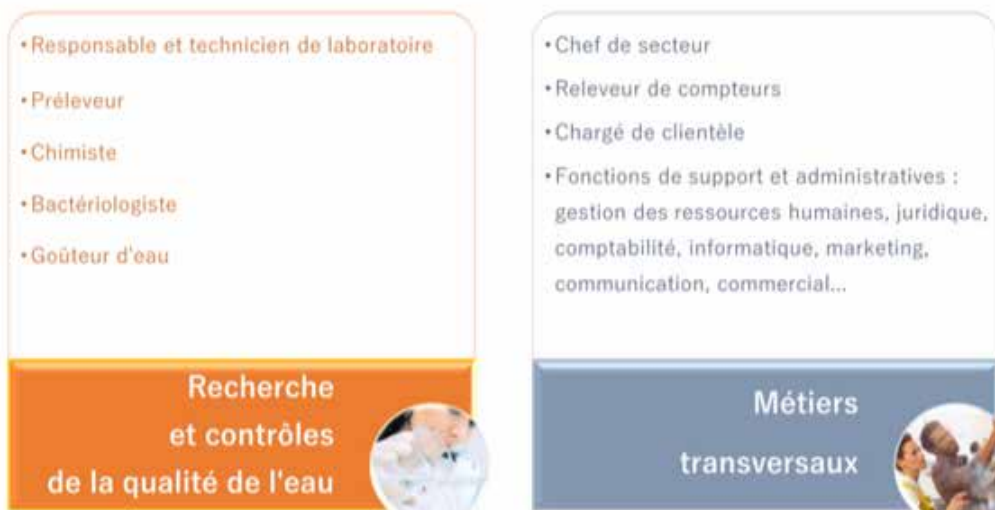 •Responsable et technicien de laboratoire
•Préleveur
•Chimiste
•Bactériologiste
•Goûteur d'eau
Recherche
et contrôles
de la qualité de l'eau
•Chef de secteur
•Releveur de compteurs
•Chargé de clientèle
•Fonctions de support et administratives :
gestion des ressources humaines, juridique,
comptabilité, informatique, marketing,
communication, commercial...
Métiers
transversaux